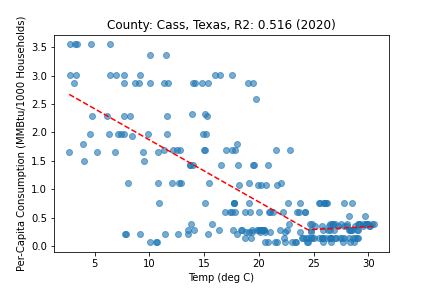 County: Cass, Texas, R2: 0.516 (2020)
Per-Capita Consumption (MMBtu/1000 Households)
3.5
3.0
2.5
2.0
1.5
1.0
0.5
0.0
5 10 15 20 25 30
Temp (deg C)